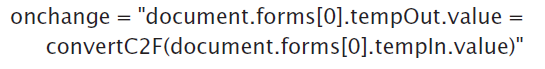 onchange = "document.forms[0].tempOut.value =
convertC2F(document.forms[0].tempIn.value)"